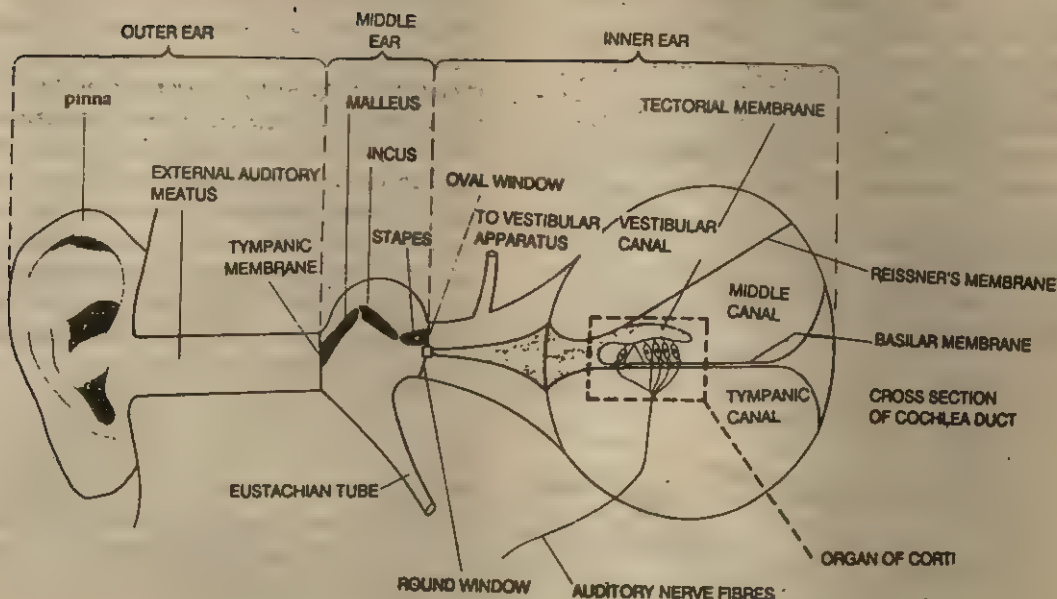 OUTER EAR
MIDDLE
EAR
INNER EAR
pinna
MALLEUS
TECTORIAL MEMBRANE
INCUS
EXTERNAL AUDITORY
MEATUS
OVAL WINDOW
TO VESTIBULAR
APPARATUS
VESTIBULAR
CANAL
STAPES
TYMPANIC
MEMBRANE
REISSNER'S MEMBRANE
MIDDLE
CANAL
BASILAR MEMBRANE
TYMPANIC
CANAL
CROSS SECTION
OF COCHLEA DUCT
EUSTACHIAN TUBE
ORGAN OF CORTI
ROUND WINDOW
AUDITORY NERVE FIBRES